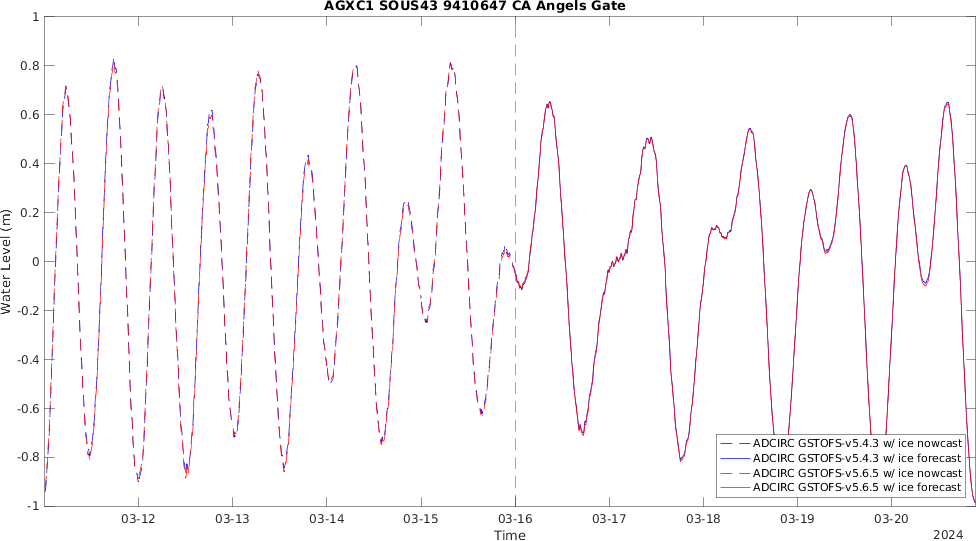 AGXC1 SOUS43 9410647 CA Angels Gate
1
0.8
0.6
0.4
0.2
0
-0.2
-0.4
-0.6
-0.8
-1
Water Level (m)
03-12 03-13 03-14 03-15 03-16 03-17 03-18 03-19 03-20
Time
2024
ADCIRC GSTOFS-v5.4.3 w/ ice nowcast
ADCIRC GSTOFS-v5.4.3 w/ ice forecast
ADCIRC GSTOFS-v5.6.5 w/ ice nowcast
ADCIRC GSTOFS-v5.6.5 w/ ice forecast